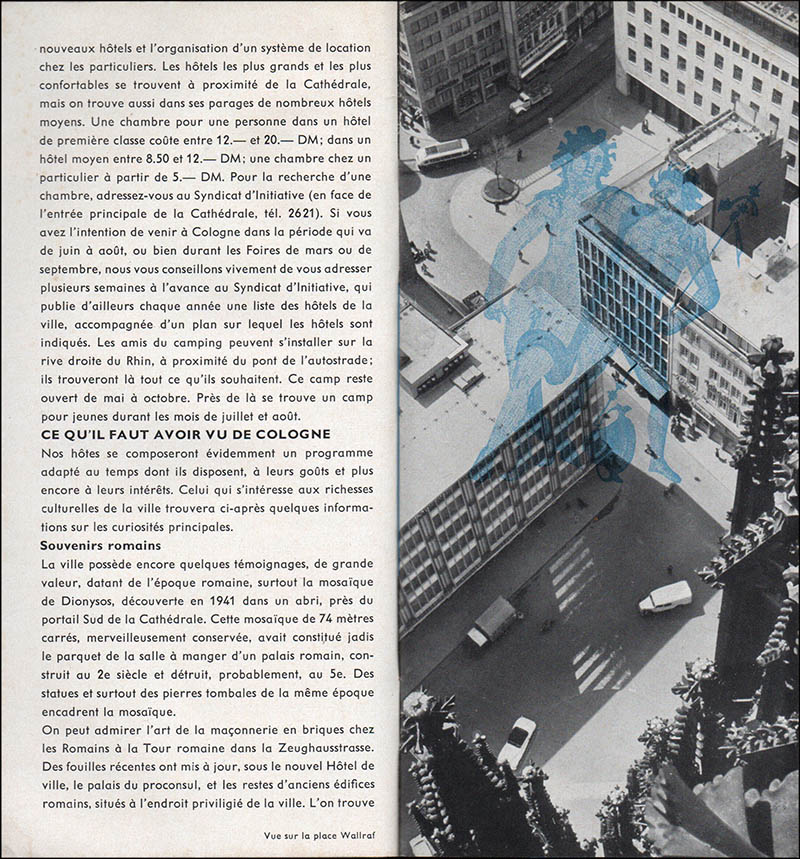 nouveaux hôtels et l'organisation d'un système de location
chez les particuliers. Les hôtels les plus grands et les plus
confortables se trouvent à proximité de la Cathédrale,
mais on trouve aussi dans ses parages de nombreux hôtels
moyens. Une chambre pour une personne dans un hôtel
de première classe coûte entre 12.— et 20.— DM; dans un
hôtel moyen entre 8.50 et 12.— DM; une chambre chez un
particulier à partir de 5.— DM. Pour la recherche d'une
chambre, adressez-vous au Syndicat d'Initiative (en face de
l'entrée principale de la Cathédrale, tél. 2621). Si vous
avez l'intention de venir à Cologne dans la période qui va
de juin à août, ou bien durant les Foires de mars ou de
septembre, nous vous conseillons vivement de vous adresser
plusieurs semaines à l'avance au Syndicat d'Initiative, qui
publie d'ailleurs chaque année une liste des hôtels de la
ville, accompagnée d'un plan sur lequel les hôtels sont
indiqués. Les amis du camping peuvent s'installer sur la
rive droite du Rhin, à proximité du pont de l'autostrade;
ils trouveront là tout ce qu'ils souhaitent. Ce camp reste
ouvert de mai à octobre. Près de là se trouve un camp
pour jeunes durant les mois de juillet et août.
CE QU'IL FAUT AVOIR VU DE COLOGNE
Nos hôtes se composeront évidemment un programme
adapté au temps dont ils disposent, à leurs goûts et plus
encore à leurs intérêts. Celui qui s'intéresse aux richesses
culturelles de la ville trouvera ci-après quelques informa-
tions sur les curiosités principales.
Souvenirs romains
La ville possède encore quelques témoignages, de grande
valeur, datant de l'époque romaine, surtout la mosaïque
de Dionysos, découverte en 1941 dans un abri, près du
portail Sud de la Cathédrale. Cette mosaïque de 74 mètres
carrés, merveilleusement conservée, avait constitué jadis
le parquet de la salle à manger d'un palais romain, con-
struit au 2e siècle et détruit, probablement, au 5e. Des
statues et surtout des pierres tombales de la même époque
encadrent la mosaïque.
On peut admirer l'art de la maçonnerie en briques chez
les Romains à la Tour romaine dans la Zeughausstrasse.
Des fouilles récentes ont mis à jour, sous le nouvel Hôtel de
ville, le palais du proconsul, et les restes d'anciens édifices
romains, situés à l'endroit priviligié de la ville. L'on trouve
Vue sur la place Wallraf